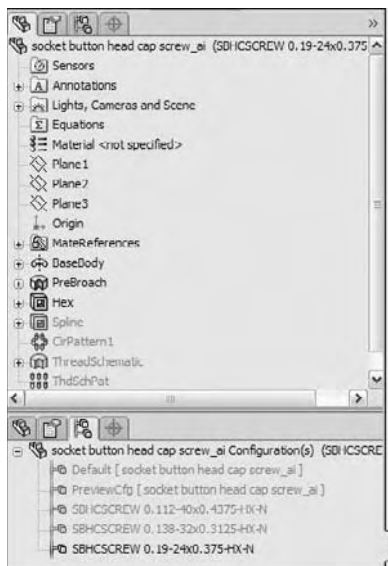 »
socket button head cap screw_ai (SBHCSCREW 0.19-24x0.375
Sensors
Annotations
Lights, Cameras and Scene
Equations
Material <not specified>
Plane1
Plane2
Plane3
Origin
MateReferences
BaseBody
PreBroach
Hex
Spline
CirPattern1
ThreadSchematic
ThdSchPat
socket button head cap screw_ai Configuration(s) (SBHCSCRE
Default [ socket button head cap screw_ai ]
PreviewCfg [ socket button head cap screw_ai ]
SBHCSCREW 0.112-40x0.4375-HX-N
SBHCSCREW 0.138-32x0.3125-HX-N
SBHCSCREW 0.19-24x0.375-HX-N